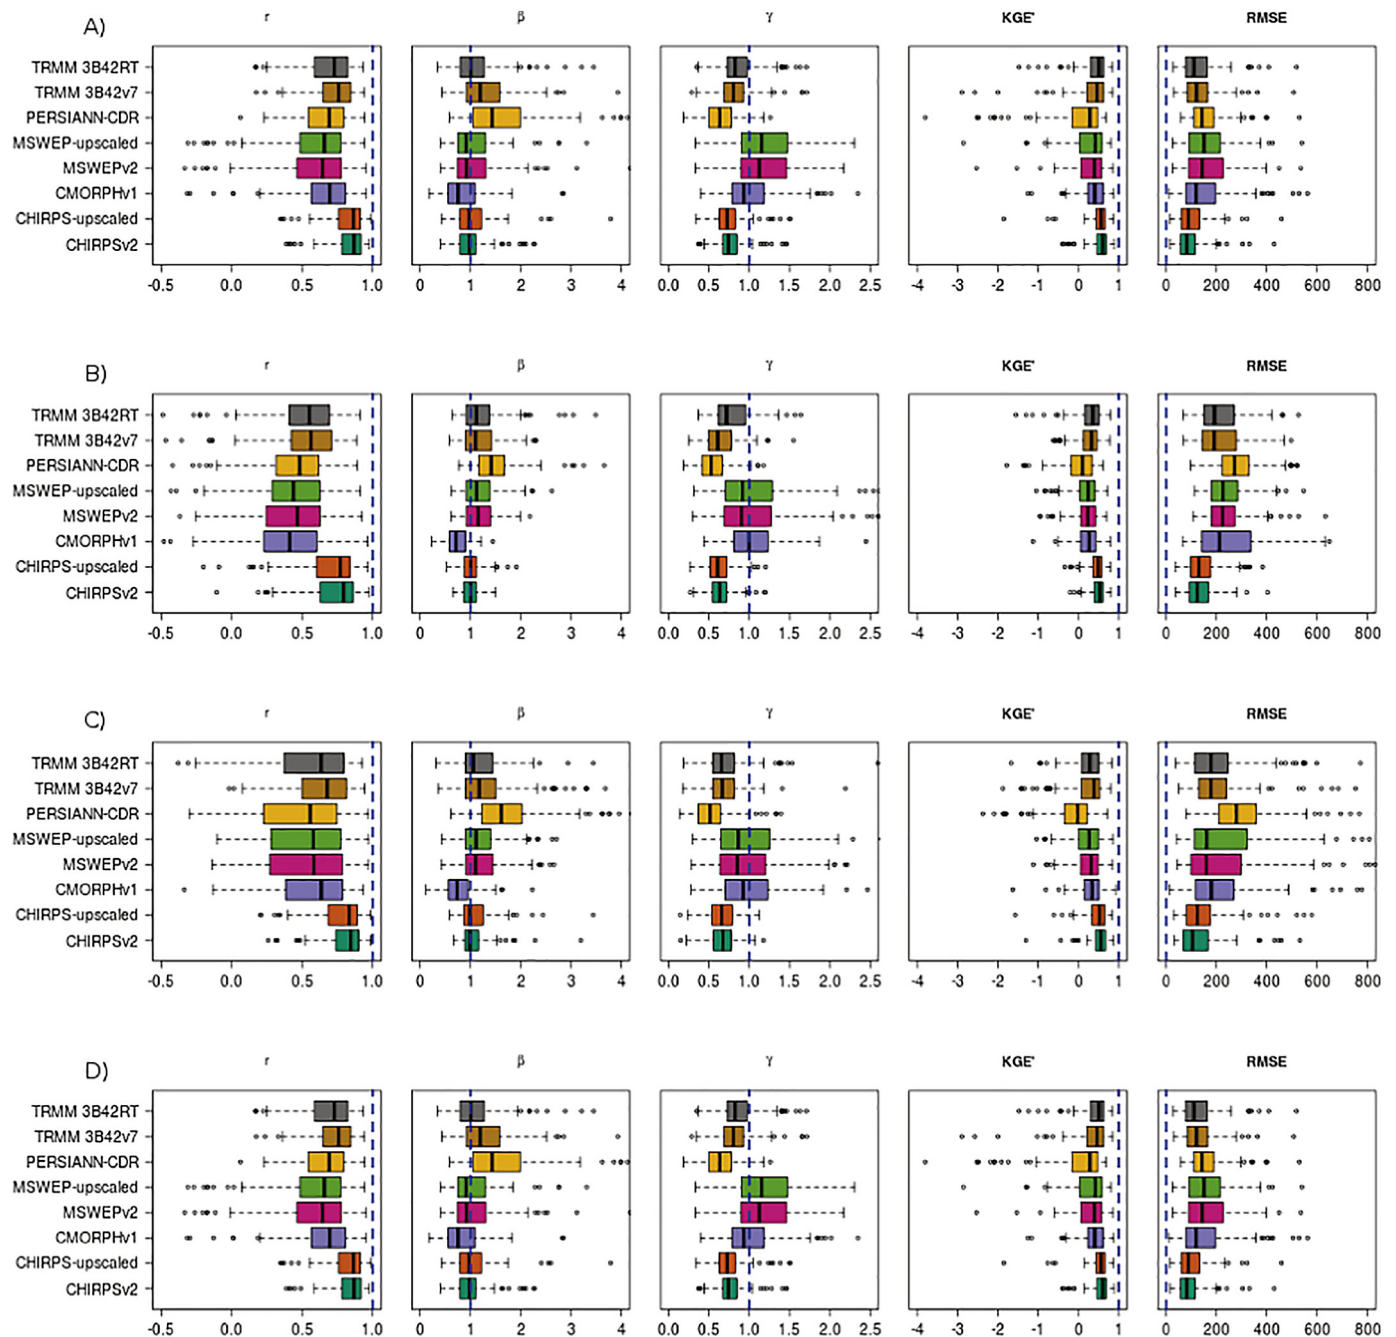 A) r β γ KGE' RMSE
TRMM 3B42RT
TRMM 3B42v7
PERSIANN-CDR
MSWEP-upscaled
MSWEPv2
CMORPHv1
CHIRPS-upscaled
CHIRPSv2
-0.5 0.0 0.5 1.0 0 1 2 3 4 0.0 0.5 1.0 1.5 2.0 2.5 -4 -3 -2 -1 0 1 0 200 400 600 800
B) r β γ KGE' RMSE
TRMM 3B42RT
TRMM 3B42v7
PERSIANN-CDR
MSWEP-upscaled
MSWEPv2
CMORPHv1
CHIRPS-upscaled
CHIRPSv2
-0.5 0.0 0.5 1.0 0 1 2 3 4 0.0 0.5 1.0 1.5 2.0 2.5 -4 -3 -2 -1 0 1 0 200 400 600 800
C) r β γ KGE' RMSE
TRMM 3B42RT
TRMM 3B42v7
PERSIANN-CDR
MSWEP-upscaled
MSWEPv2
CMORPHv1
CHIRPS-upscaled
CHIRPSv2
-0.5 0.0 0.5 1.0 0 1 2 3 4 0.0 0.5 1.0 1.5 2.0 2.5 -4 -3 -2 -1 0 1 0 200 400 600 800
D) r β γ KGE' RMSE
TRMM 3B42RT
TRMM 3B42v7
PERSIANN-CDR
MSWEP-upscaled
MSWEPv2
CMORPHv1
CHIRPS-upscaled
CHIRPSv2
-0.5 0.0 0.5 1.0 0 1 2 3 4 0.0 0.5 1.0 1.5 2.0 2.5 -4 -3 -2 -1 0 1 0 200 400 600 800